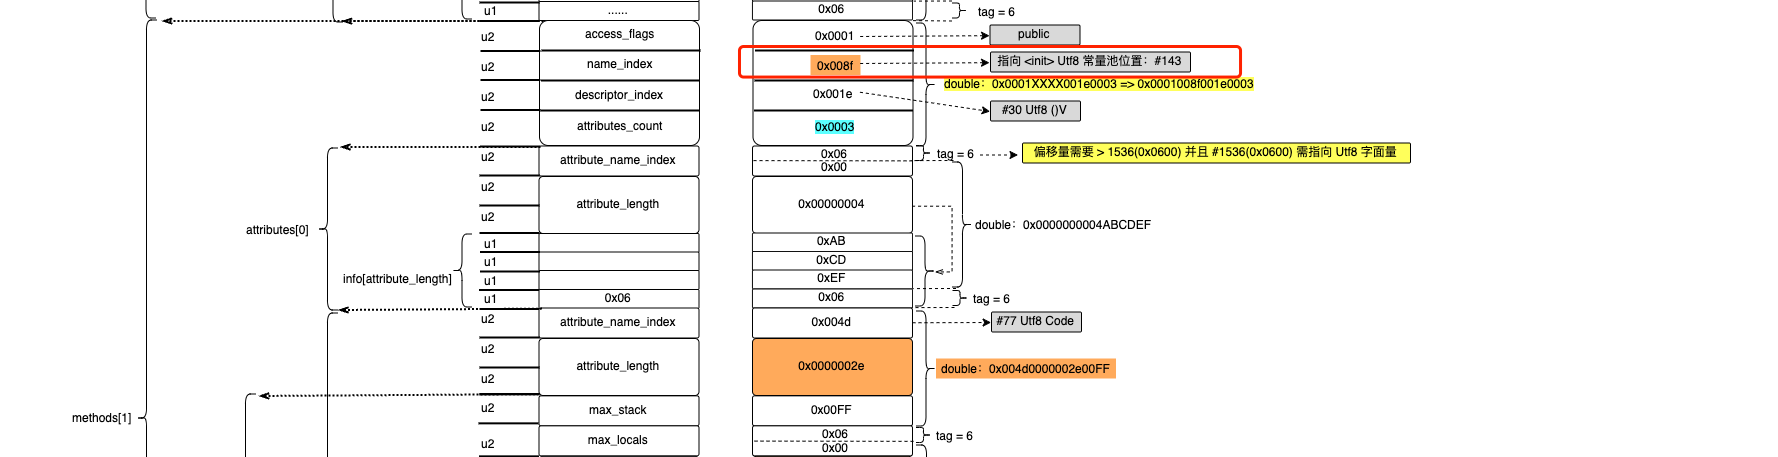 u1 ...... 0x06 tag = 6
u2 access_flags 0x0001 public
u2 name_index 0x008f 指向 <init> Utf8 常量池位置：#143
double：0x0001XXXX001e0003 => 0x0001008f001e0003
u2 descriptor_index 0x001e #30 Utf8 ()V
u2 attributes_count 0x0003
u2 attribute_name_index 0x06 tag = 6 偏移量需要 > 1536(0x0600) 并且 #1536(0x0600) 需指向 Utf8 字面量
0x00
u2
attribute_length 0x00000004
u2
attributes[0] double：0x0000000004ABCDEF
u1 0xAB
u1 0xCD
info[attribute_length] u1 0xEF
u1 0x06 0x06 tag = 6
u2 attribute_name_index 0x004d #77 Utf8 Code
u2
attribute_length 0x0000002e double：0x004d0000002e00FF
u2
u2 max_stack 0x00FF
methods[1]
u2 max_locals 0x06 tag = 6
0x00